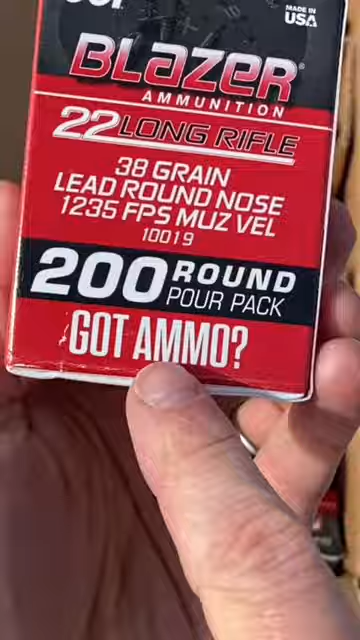 MADE IN
USA
BLAZER®
AMMUNITION
22 LONG RIFLE
38 GRAIN
LEAD ROUND NOSE
1235 FPS MUZ VEL
10019
200 ROUND
POUR PACK
GOT AMMO?